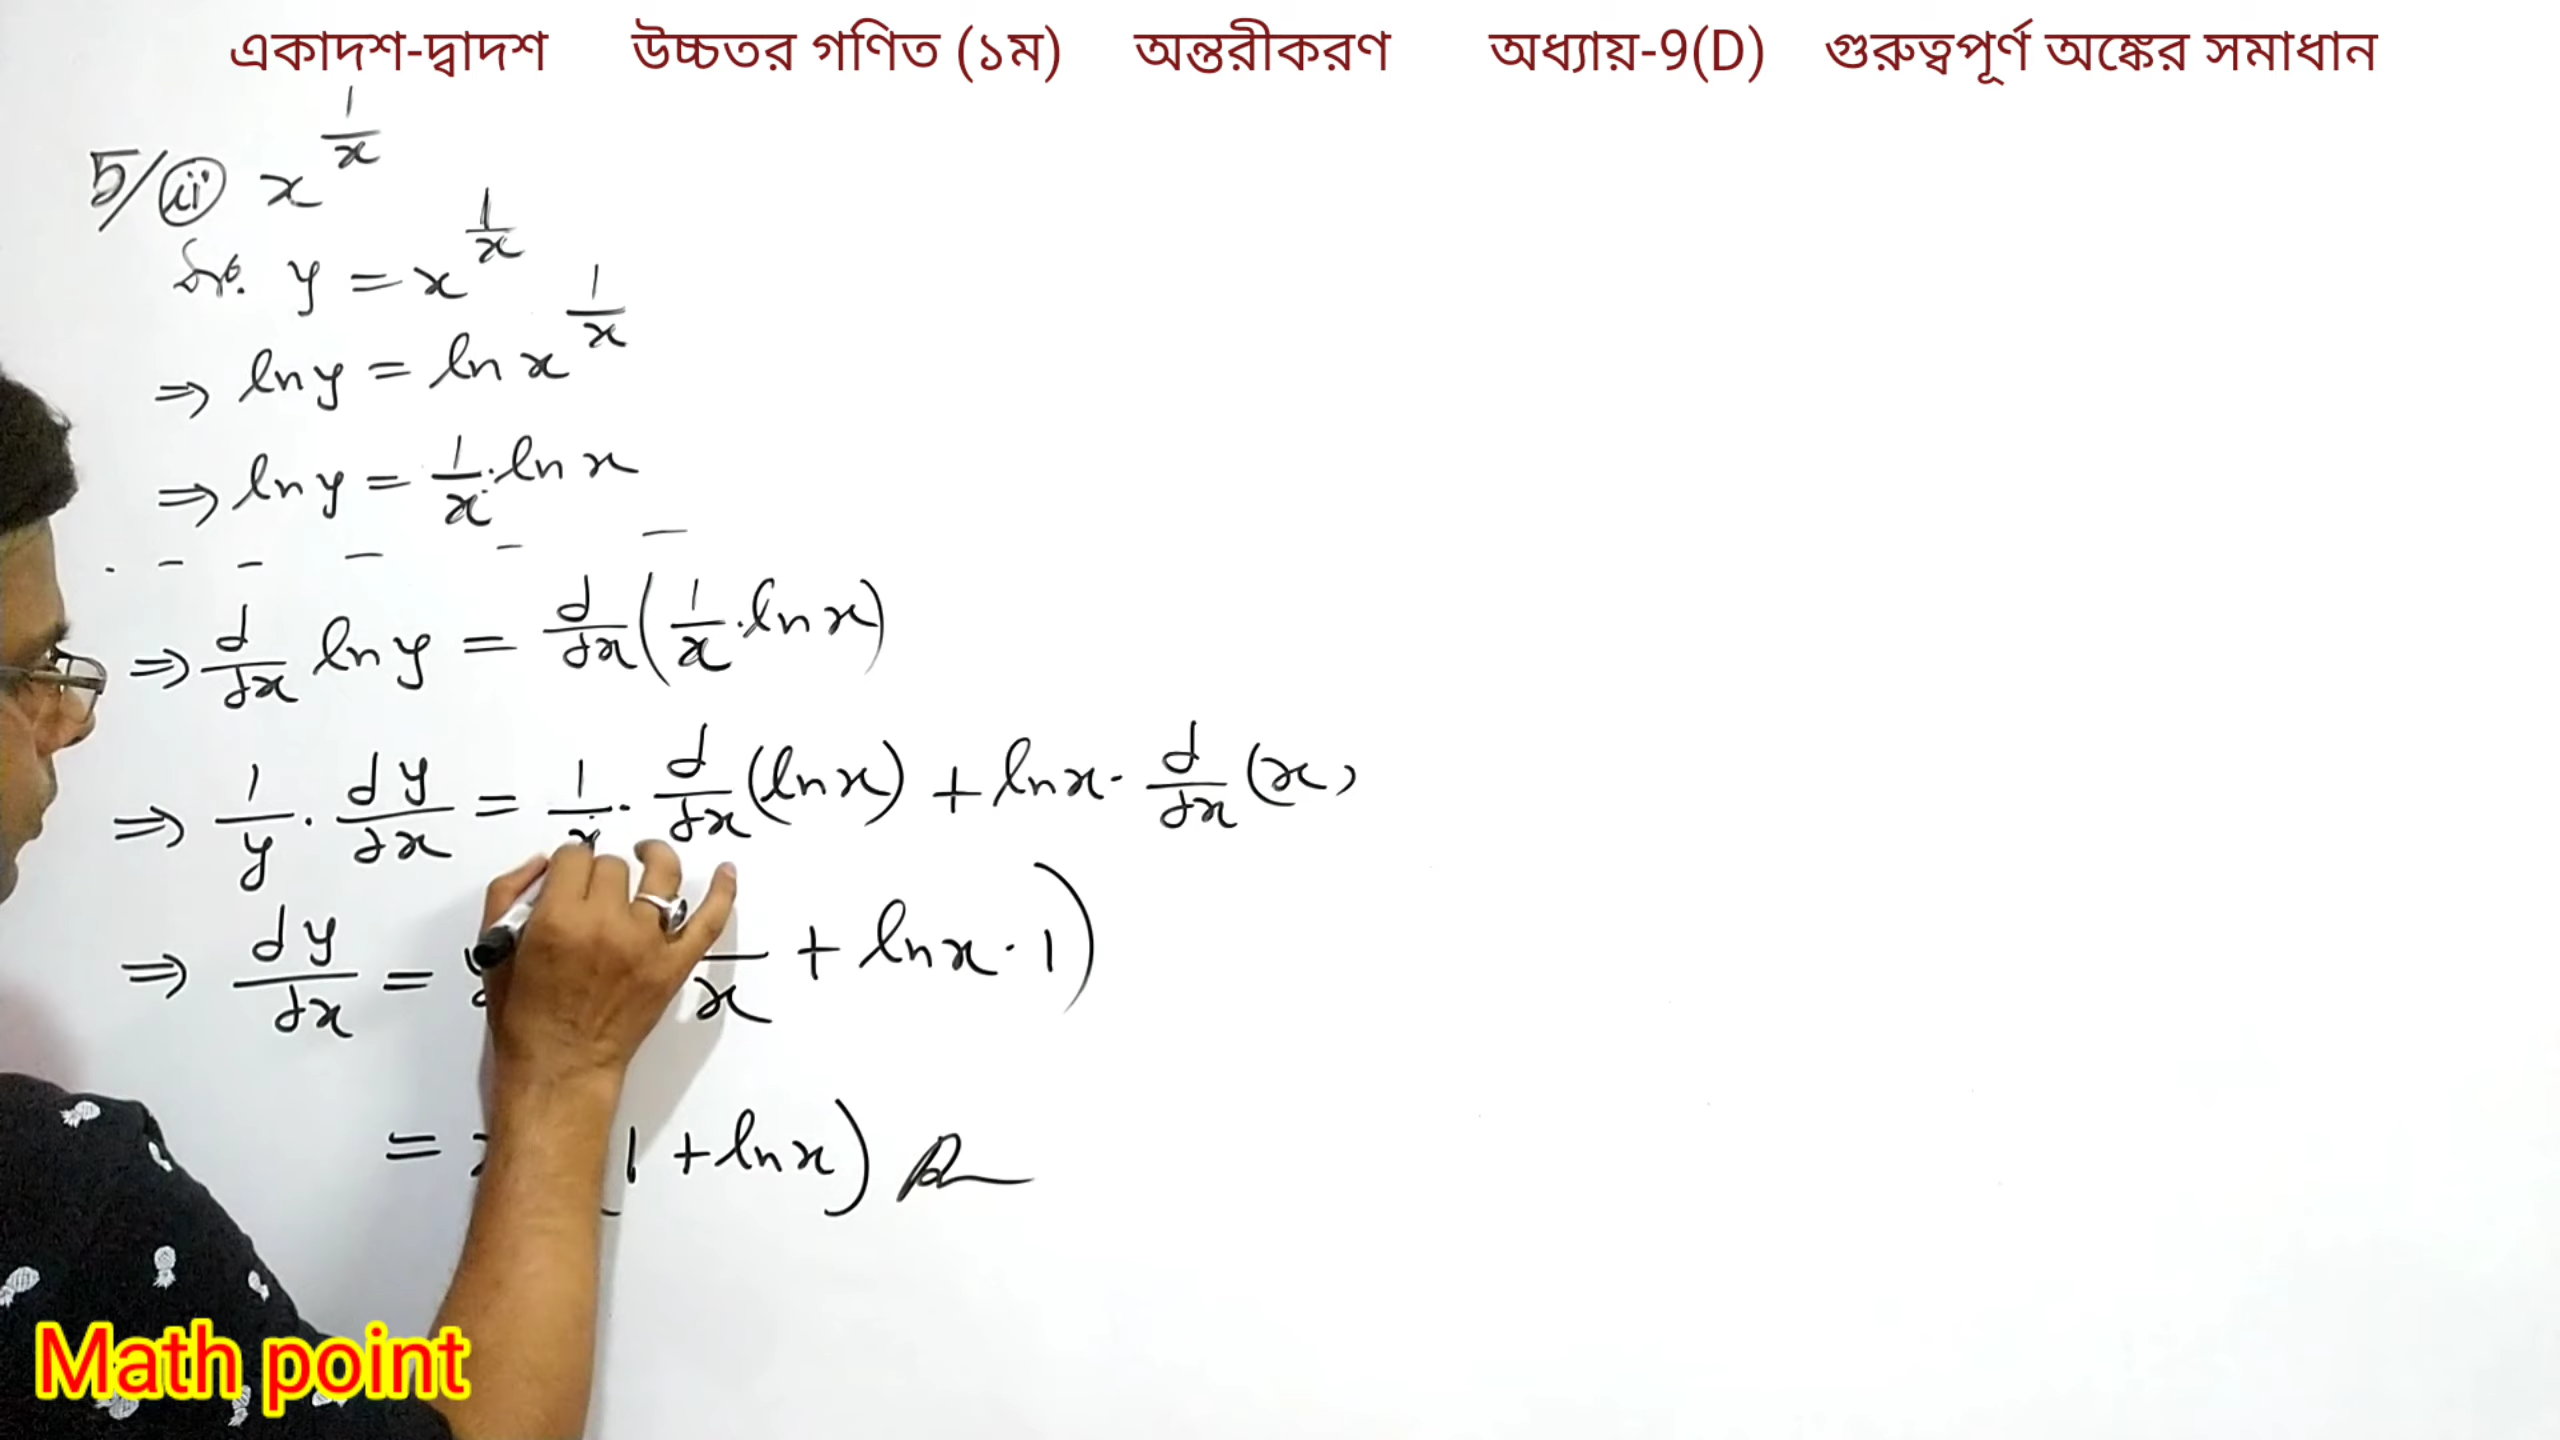 একাদশ-দ্বাদশ উচ্চতর গণিত (১ম) অন্তরীকরণ অধ্যায়-9(D) গুরুত্বপূর্ণ অঙ্কের সমাধান
5/ii x^(1/x)
y = x^(1/x)
⇒ ln y = ln x^(1/x)
⇒ ln y = 1/x · ln x
⇒ d/dx ln y = d/dx (1/x · ln x)
⇒ 1/y · dy/dx = 1/x · d/dx (ln x) + ln x · d/dx (x)
⇒ dy/dx = y x + ln x · 1)
= 1 + ln x)
Math point